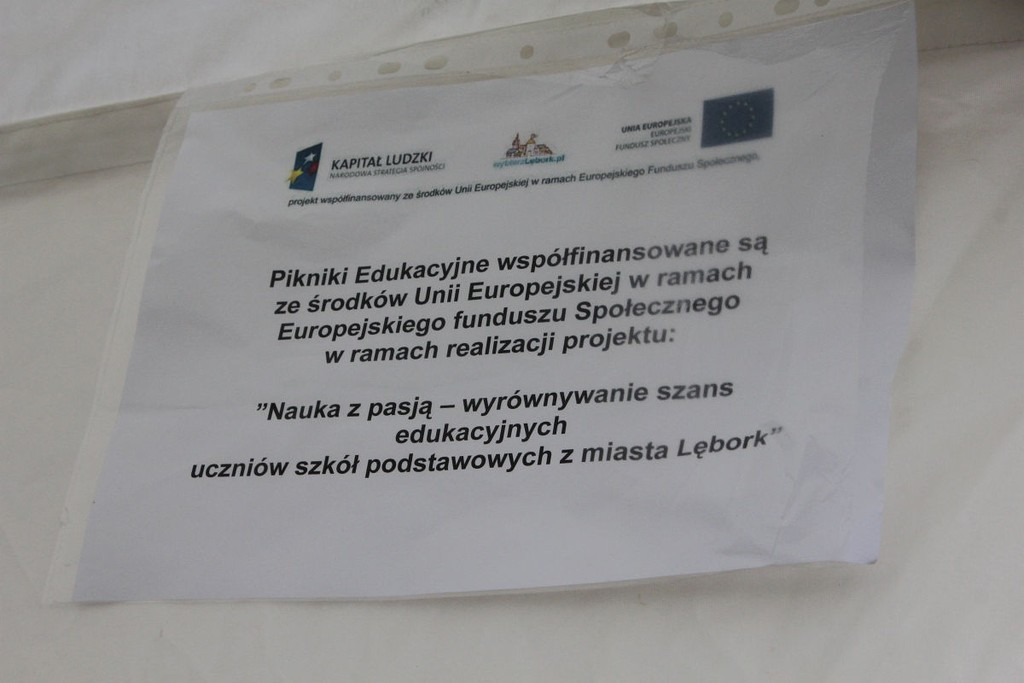 KAPITAŁ LUDZKI
NARODOWA STRATEGIA SPÓJNOŚCI
wybierzLębork.pl
UNIA EUROPEJSKA
EUROPEJSKI
FUNDUSZ SPOŁECZNY
projekt współfinansowany ze środków Unii Europejskiej w ramach Europejskiego Funduszu Społecznego.
Pikniki Edukacyjne współfinansowane są
ze środków Unii Europejskiej w ramach
Europejskiego funduszu Społecznego
w ramach realizacji projektu:
”Nauka z pasją – wyrównywanie szans
edukacyjnych
uczniów szkół podstawowych z miasta Lębork”